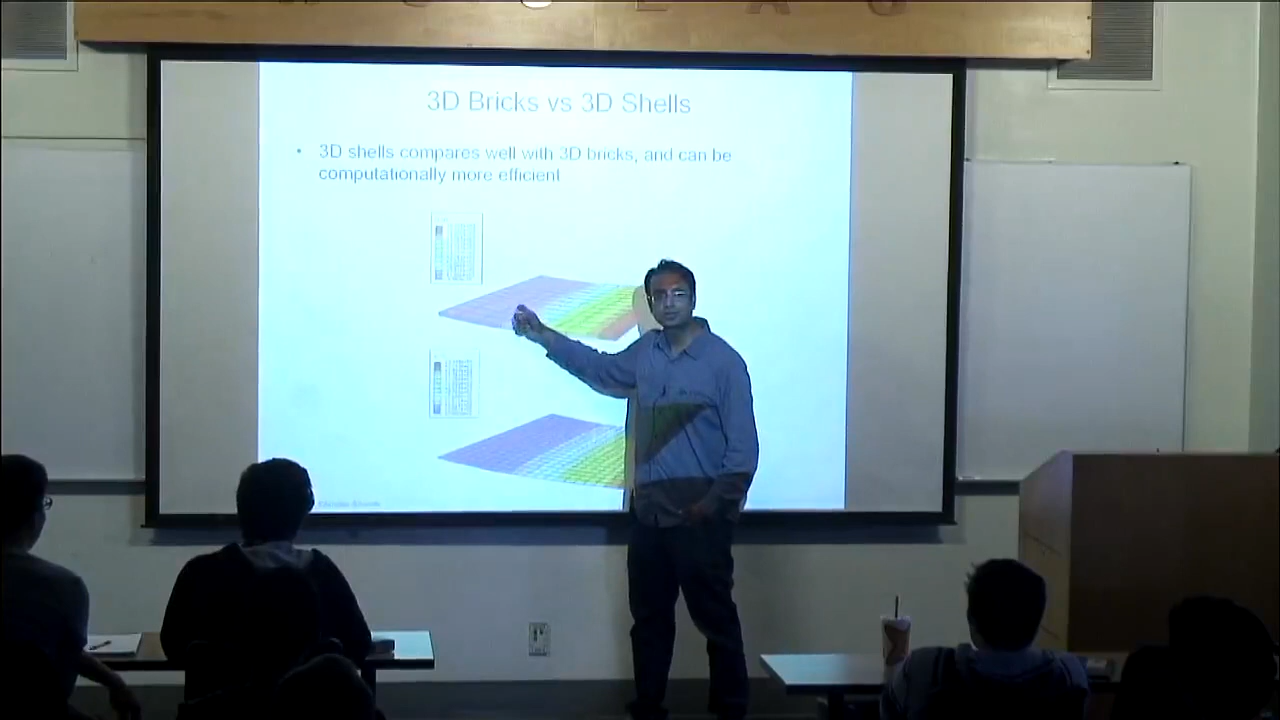 3D Bricks vs 3D Shells
• 3D shells compares well with 3D bricks, and can be
computationally more efficient